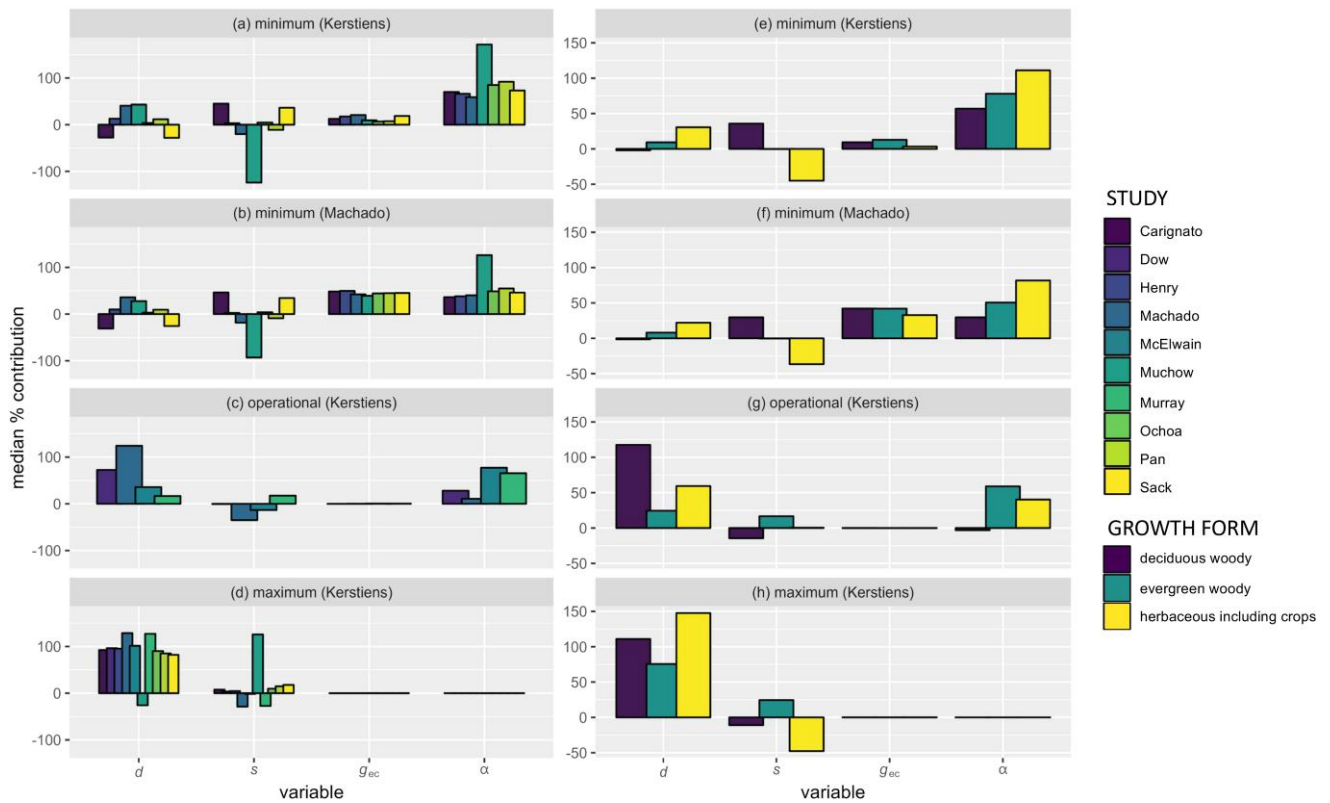 median % contribution
(a) minimum (Kerstiens)
100
0
-100
(b) minimum (Machado)
100
0
-100
(c) operational (Kerstiens)
100
0
-100
(d) maximum (Kerstiens)
100
0
-100
d s gec α
variable
(e) minimum (Kerstiens)
150
100
50
0
-50
(f) minimum (Machado)
150
100
50
0
-50
(g) operational (Kerstiens)
150
100
50
0
-50
(h) maximum (Kerstiens)
150
100
50
0
-50
d s gec α
variable
STUDY
Carignato
Dow
Henry
Machado
McElwain
Muchow
Murray
Ochoa
Pan
Sack
GROWTH FORM
deciduous woody
evergreen woody
herbaceous including crops